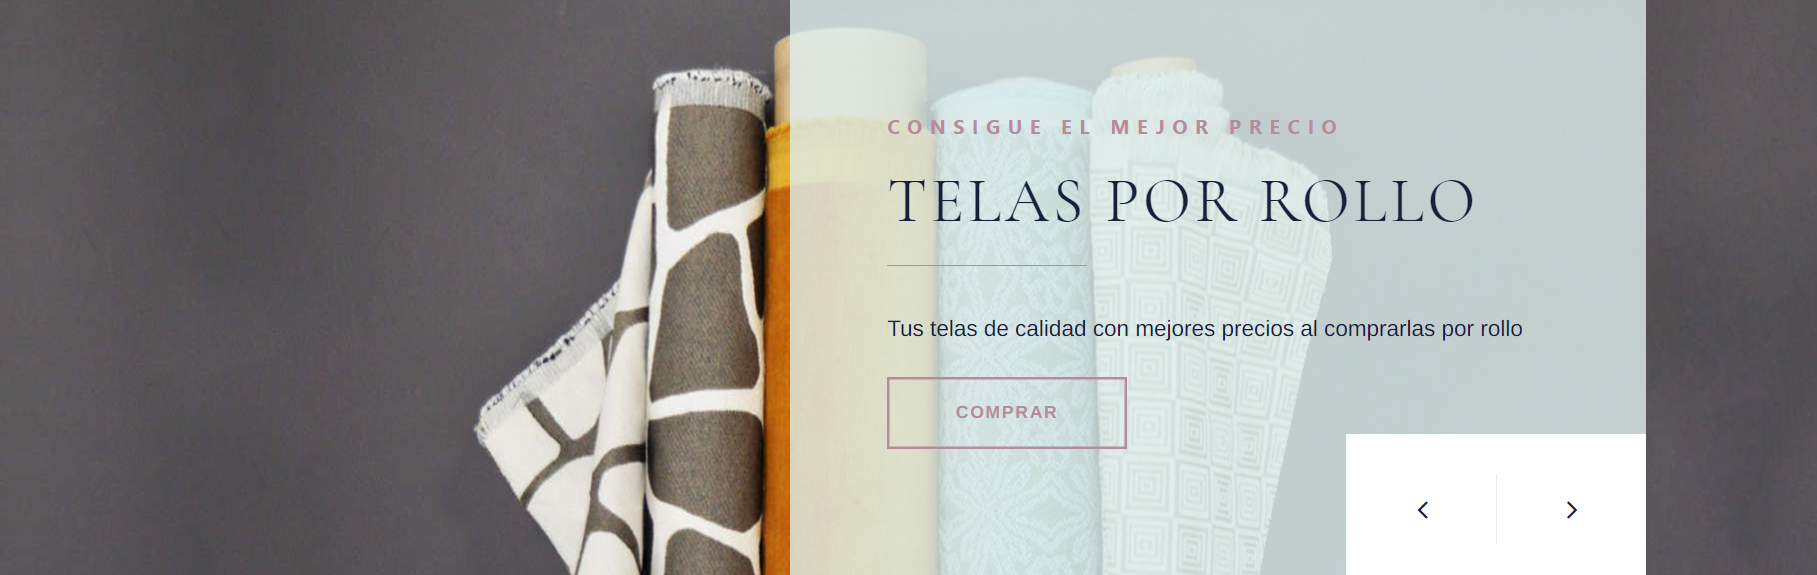 CONSIGUE EL MEJOR PRECIO
TELAS POR ROLLO
Tus telas de calidad con mejores precios al comprarlas por rollo
COMPRAR